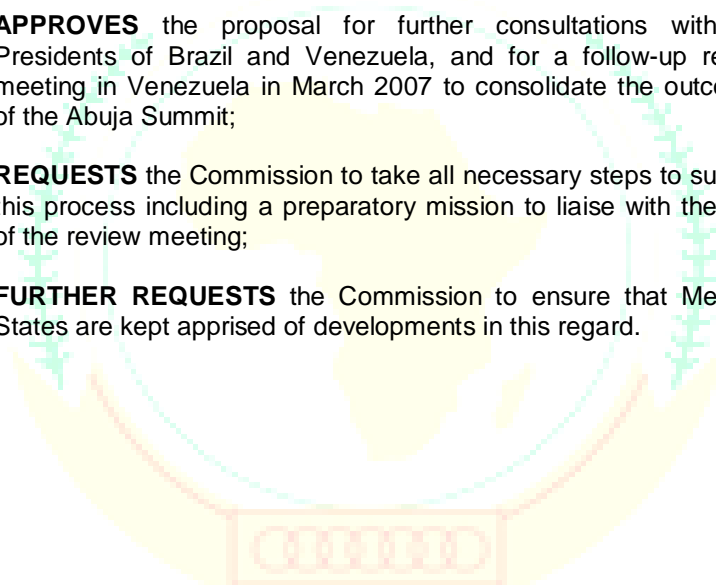 APPROVES the proposal for further consultations with
Presidents of Brazil and Venezuela, and for a follow-up re
meeting in Venezuela in March 2007 to consolidate the outco
of the Abuja Summit;
REQUESTS the Commission to take all necessary steps to su
this process including a preparatory mission to liaise with the
of the review meeting;
FURTHER REQUESTS the Commission to ensure that Me
States are kept apprised of developments in this regard.